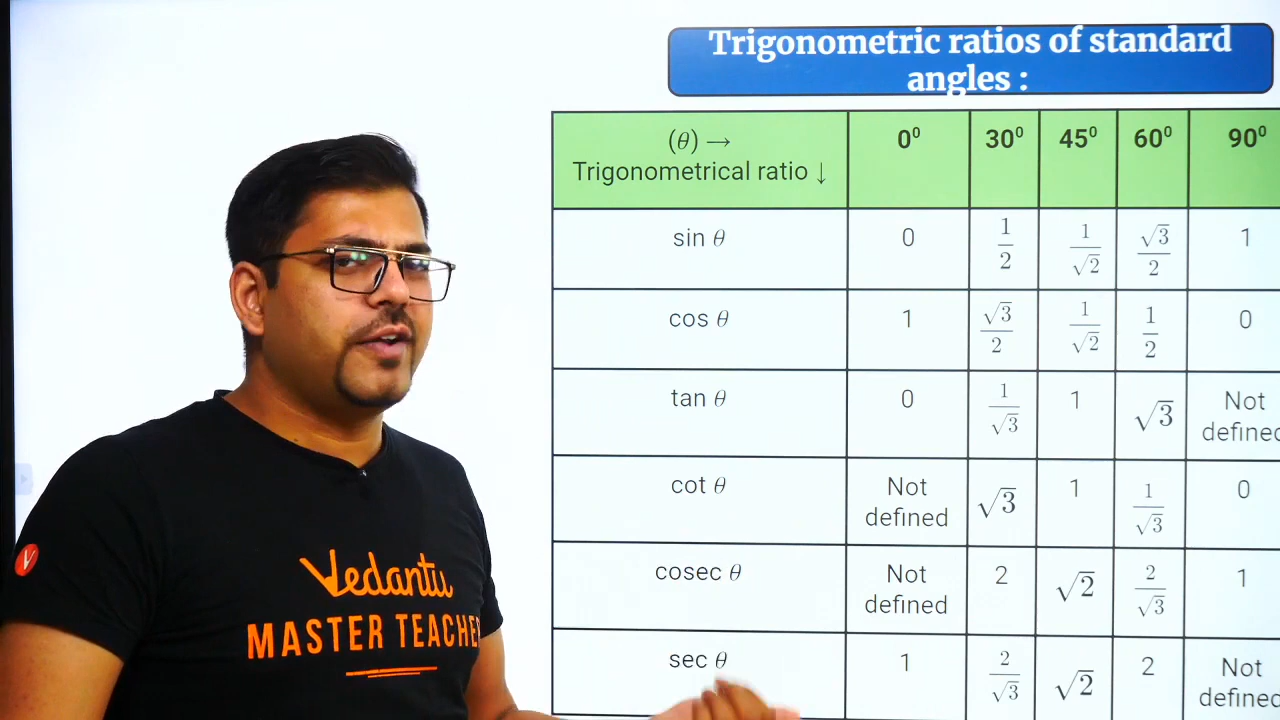 Trigonometric ratios of standard
angles :
(θ) → 0⁰ 30⁰ 45⁰ 60⁰ 90⁰
Trigonometrical ratio ↓
sin θ 0 1/2 1/√2 √3/2 1
cos θ 1 √3/2 1/√2 1/2 0
tan θ 0 1/√3 1 √3 Not defined
cot θ Not defined √3 1 1/√3 0
cosec θ Not defined 2 √2 2/√3 1
sec θ 1 2/√3 √2 2 Not defined
V
Vedantu
MASTER TEACHE